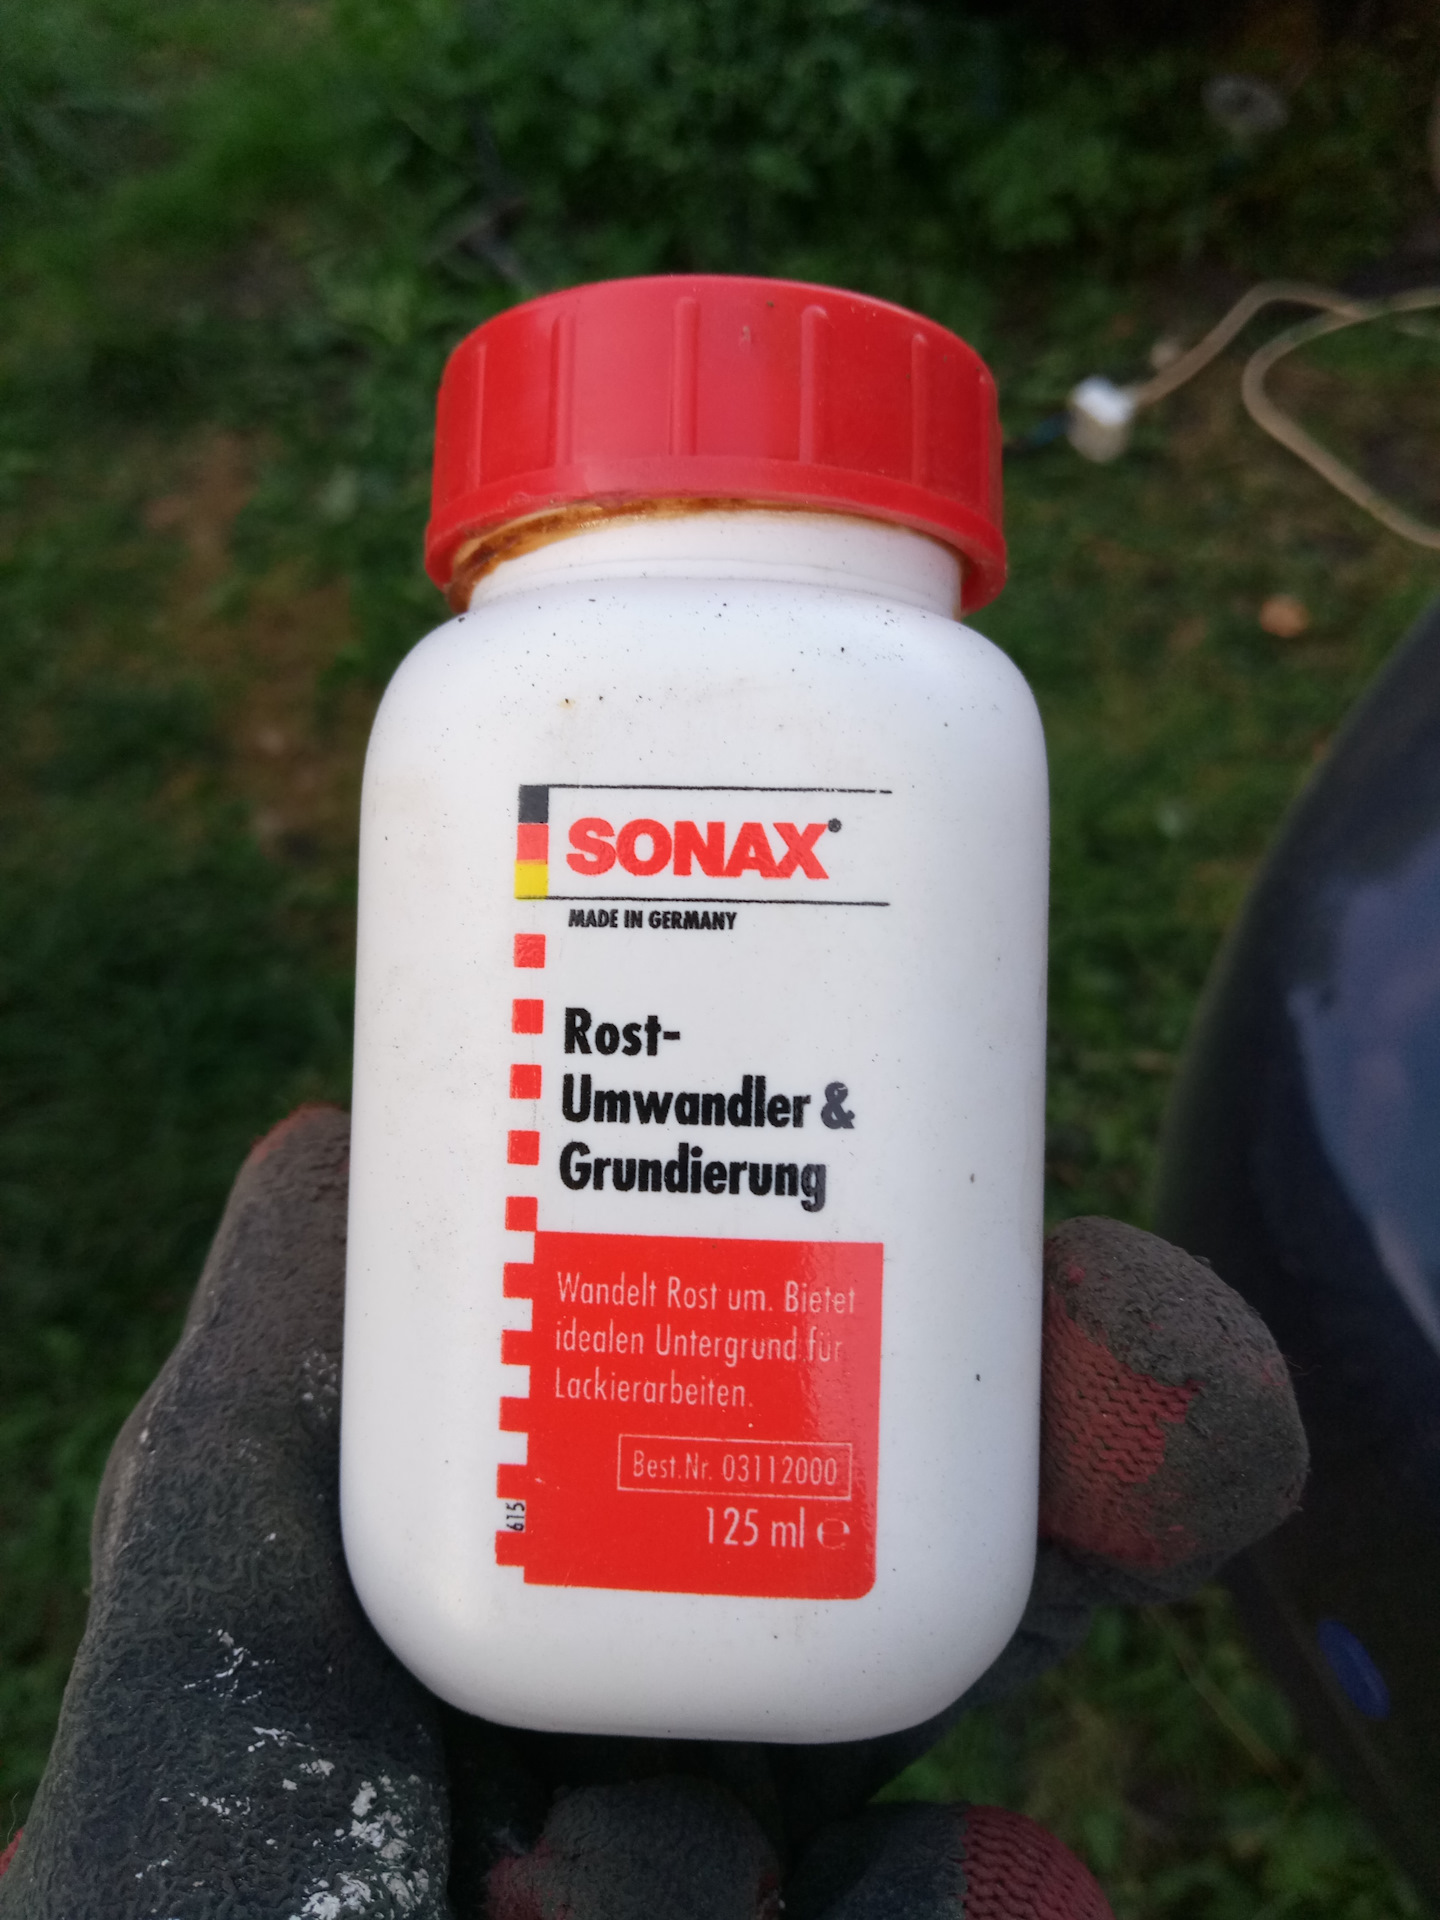 SONAX®
MADE IN GERMANY
Rost-
Umwandler &
Grundierung
Wandelt Rost um. Bietet
idealen Untergrund für
Lackierarbeiten.
Best.Nr. 03112000
125 ml ℮
615